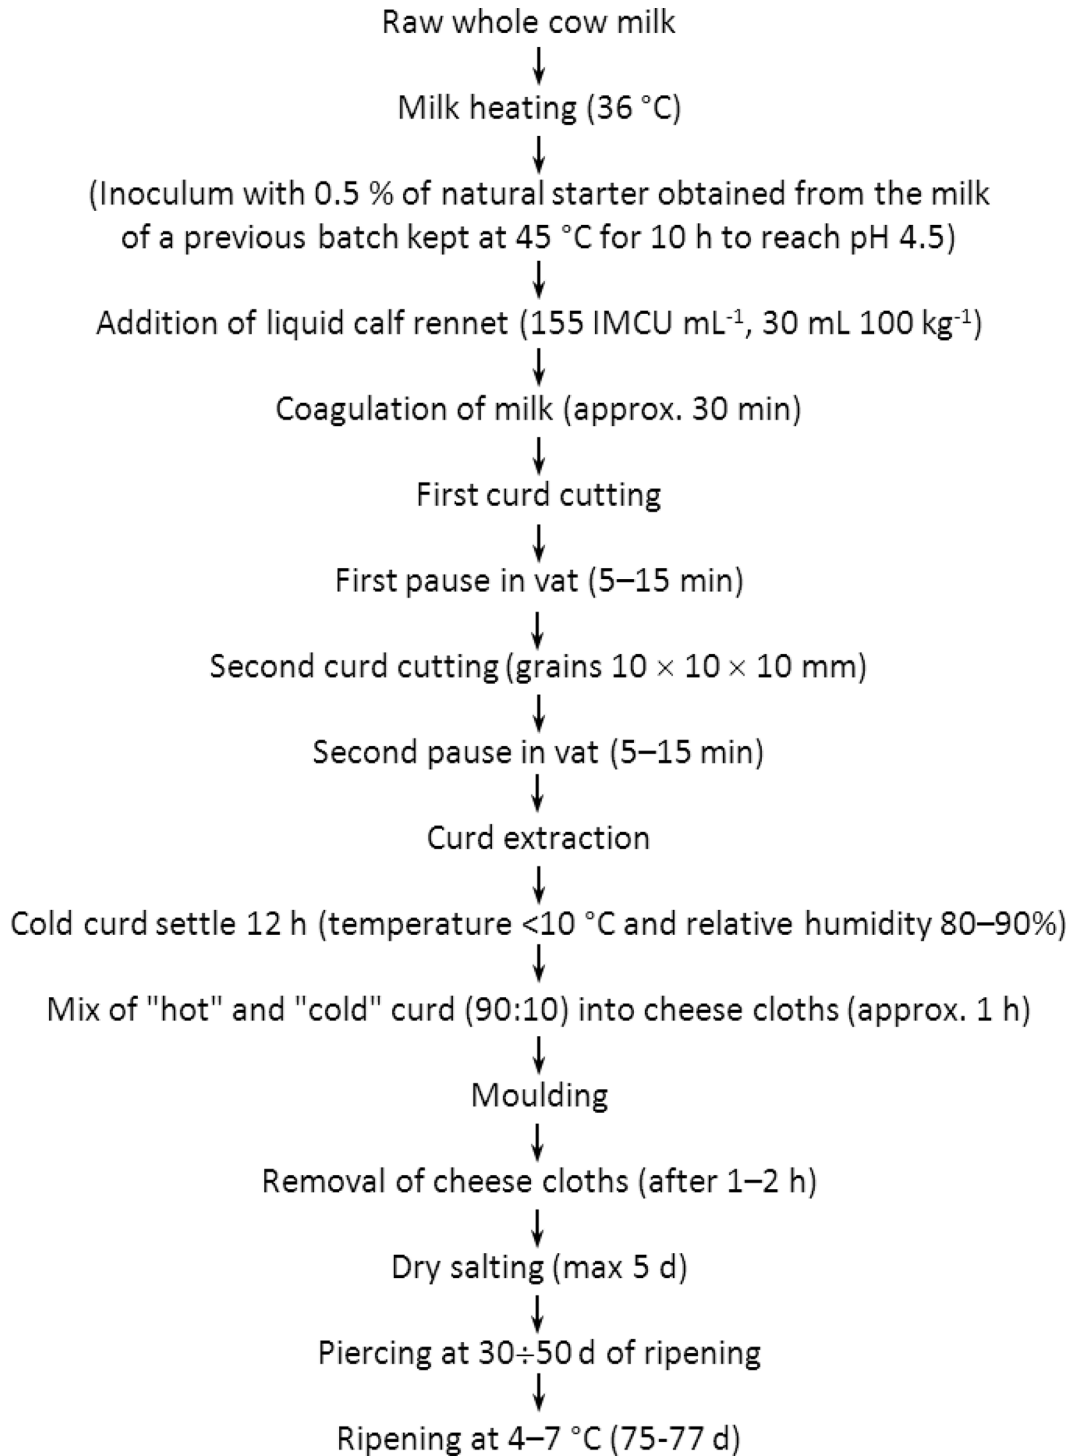 Raw whole cow milk
Milk heating (36 °C)
(Inoculum with 0.5 % of natural starter obtained from the milk
of a previous batch kept at 45 °C for 10 h to reach pH 4.5)
Addition of liquid calf rennet (155 IMCU mL⁻¹, 30 mL 100 kg⁻¹)
Coagulation of milk (approx. 30 min)
First curd cutting
First pause in vat (5–15 min)
Second curd cutting (grains 10 × 10 × 10 mm)
Second pause in vat (5–15 min)
Curd extraction
Cold curd settle 12 h (temperature <10 °C and relative humidity 80–90%)
Mix of "hot" and "cold" curd (90:10) into cheese cloths (approx. 1 h)
Moulding
Removal of cheese cloths (after 1–2 h)
Dry salting (max 5 d)
Piercing at 30÷50 d of ripening
Ripening at 4–7 °C (75-77 d)